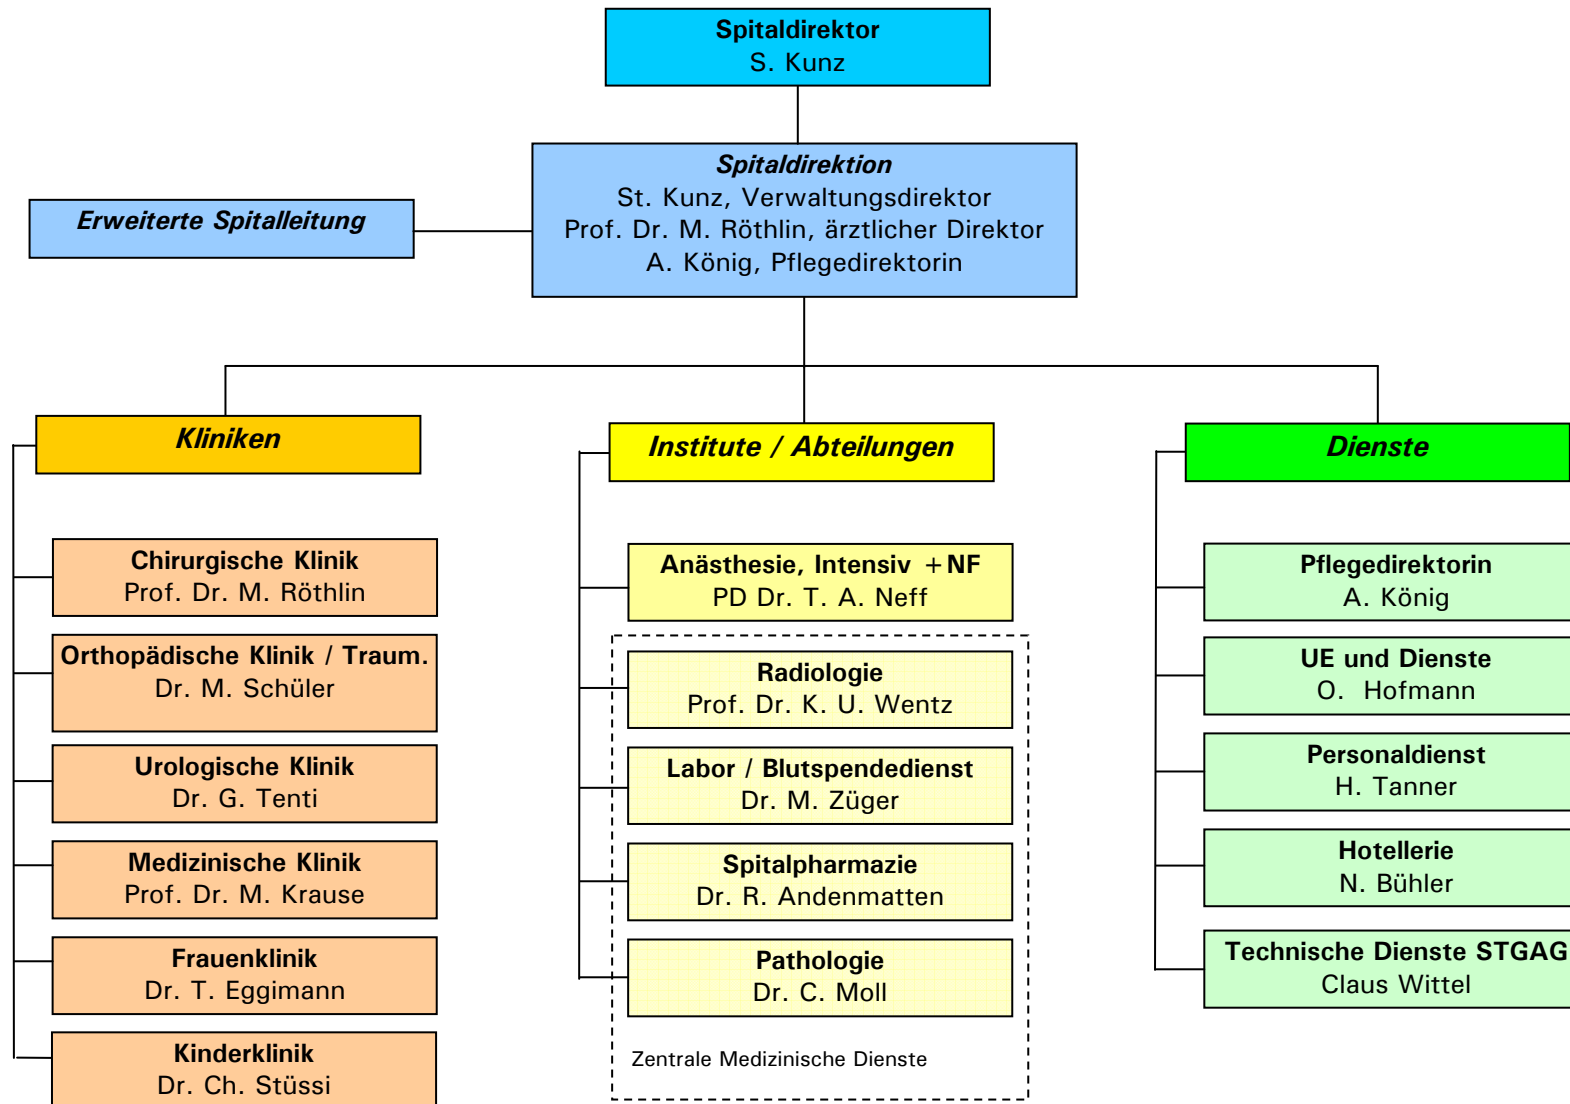 Spitaldirektor
S. Kunz
Spitaldirektion
St. Kunz, Verwaltungsdirektor
Prof. Dr. M. Röthlin, ärztlicher Direktor
A. König, Pflegedirektorin
Erweiterte Spitalleitung
Kliniken
Chirurgische Klinik
Prof. Dr. M. Röthlin
Orthopädische Klinik / Traum.
Dr. M. Schüler
Urologische Klinik
Dr. G. Tenti
Medizinische Klinik
Prof. Dr. M. Krause
Frauenklinik
Dr. T. Eggimann
Kinderklinik
Dr. Ch. Stüssi
Institute / Abteilungen
Anästhesie, Intensiv +NF
PD Dr. T. A. Neff
Radiologie
Prof. Dr. K. U. Wentz
Labor / Blutspendedienst
Dr. M. Züger
Spitalpharmazie
Dr. R. Andenmatten
Pathologie
Dr. C. Moll
Zentrale Medizinische Dienste
Dienste
Pflegedirektorin
A. König
UE und Dienste
O. Hofmann
Personaldienst
H. Tanner
Hotellerie
N. Bühler
Technische Dienste STGAG
Claus Wittel